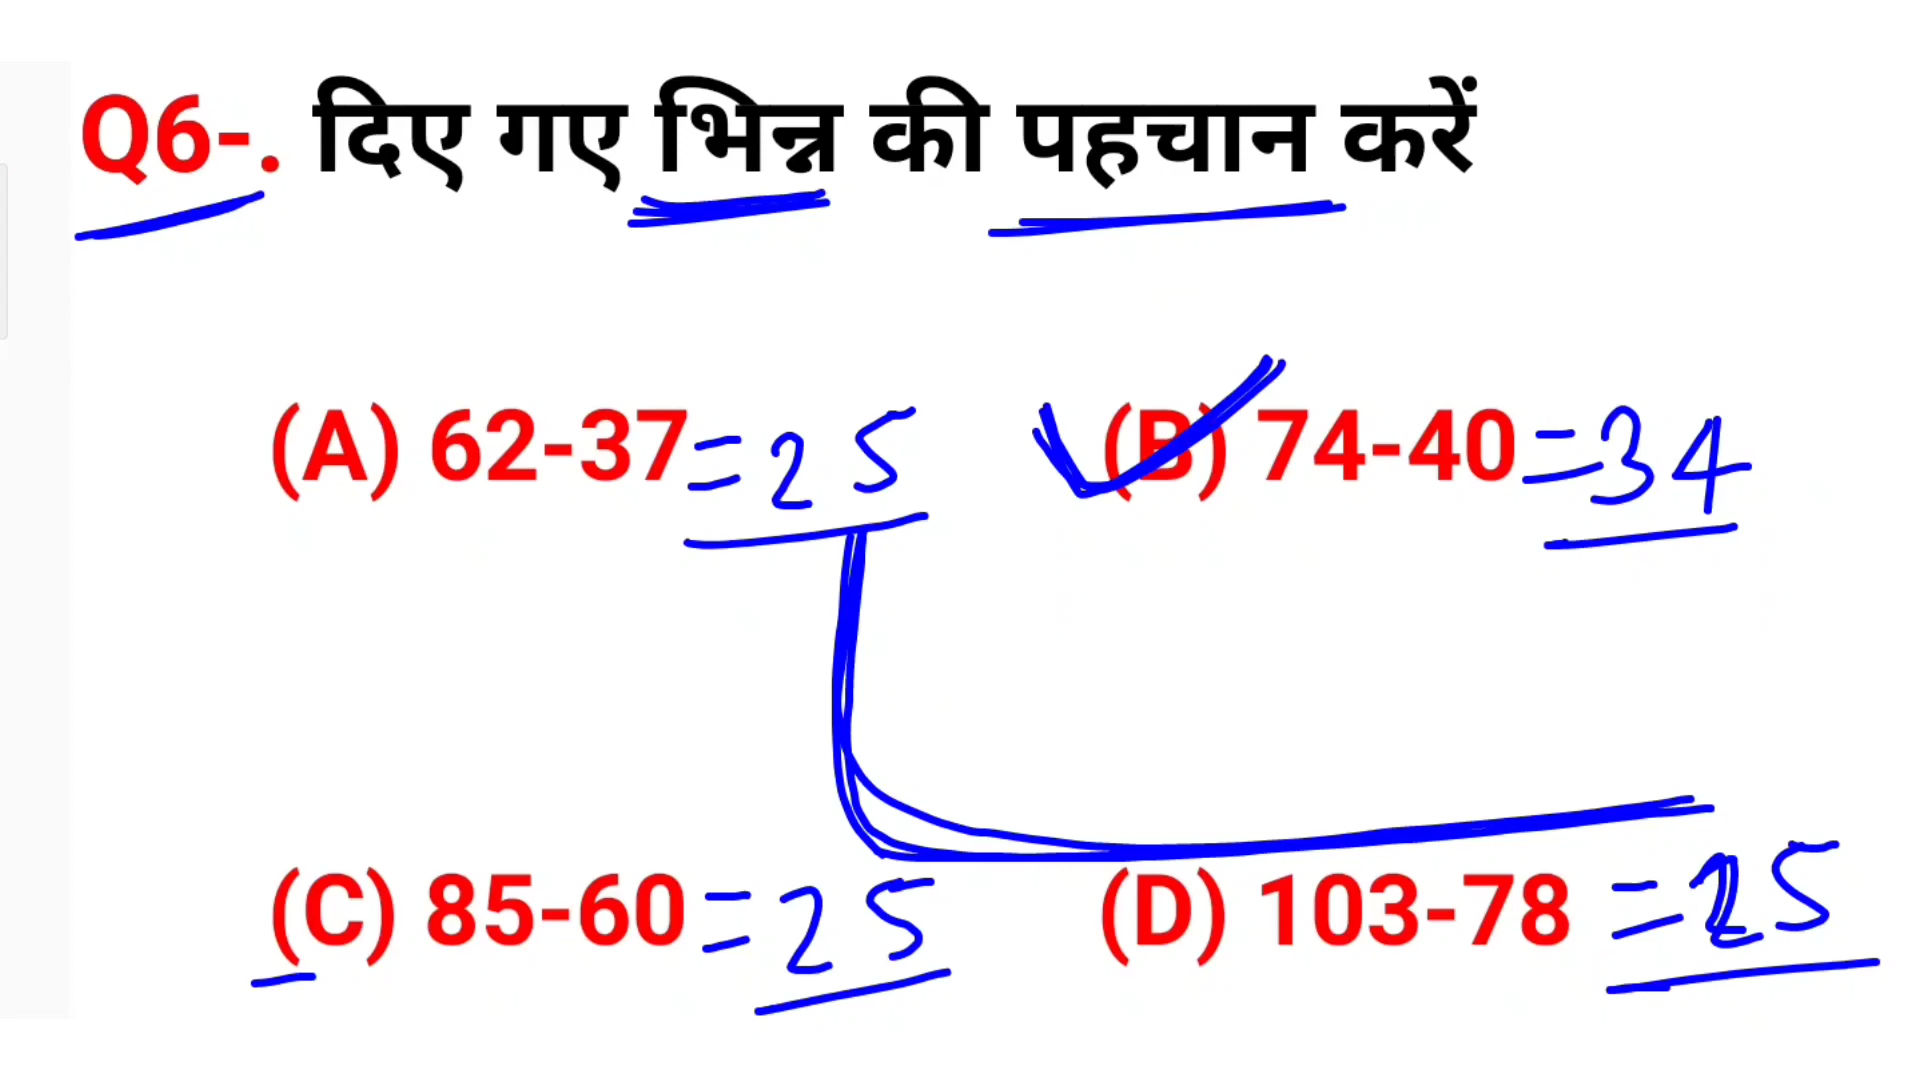 Q6-. दिए गए भिन्न की पहचान करें
(A) 62-37 = 25 (B) 74-40 = 34
(C) 85-60 = 25 (D) 103-78 = 25